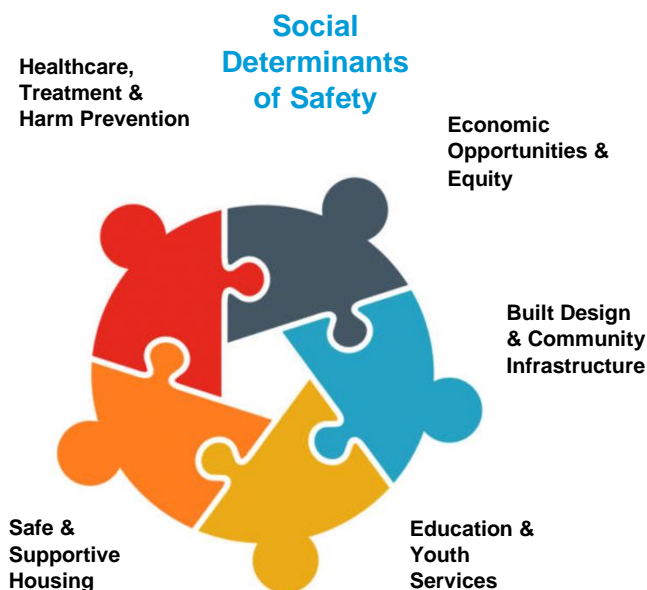 Social
Determinants
of Safety
Healthcare,
Treatment &
Harm Prevention
Economic
Opportunities &
Equity
Built Design
& Community
Infrastructure
Safe &
Supportive
Housing
Education &
Youth
Services